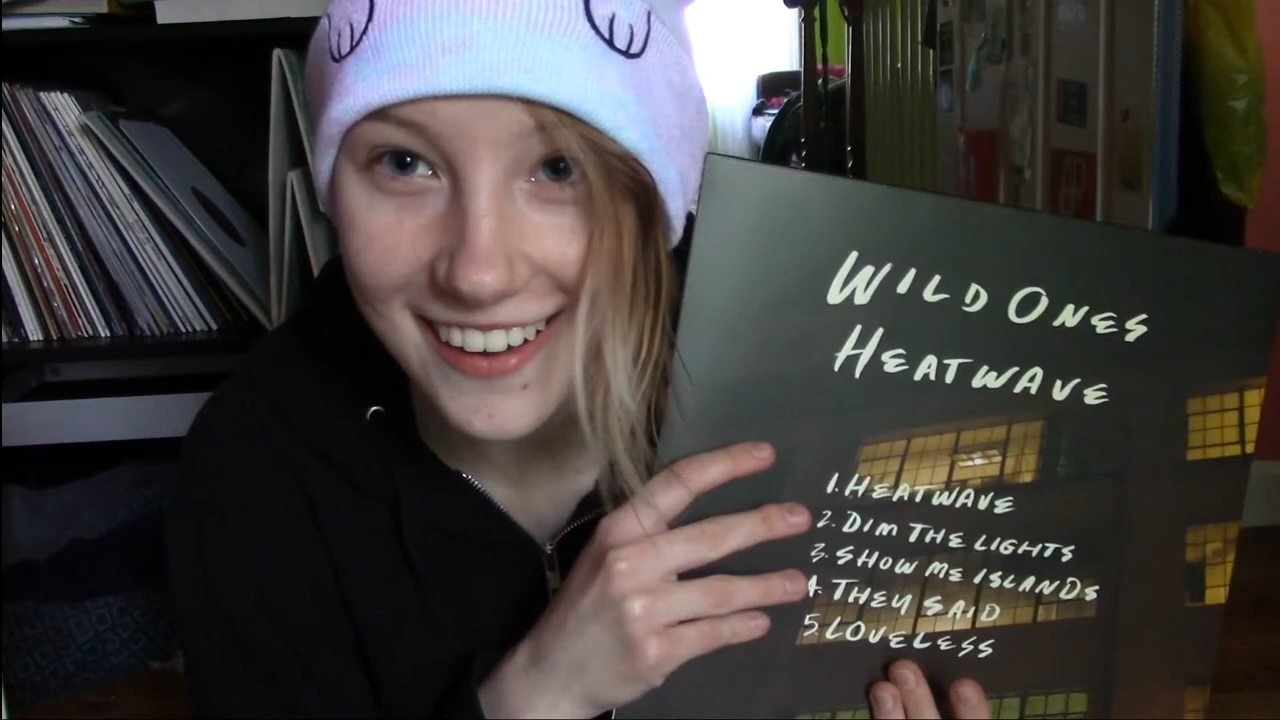 WILD ONES
HEATWAVE
1. HEATWAVE
2. DIM THE LIGHTS
3. SHOW ME ISLANDS
4. THEY SAID
5. LOVELESS